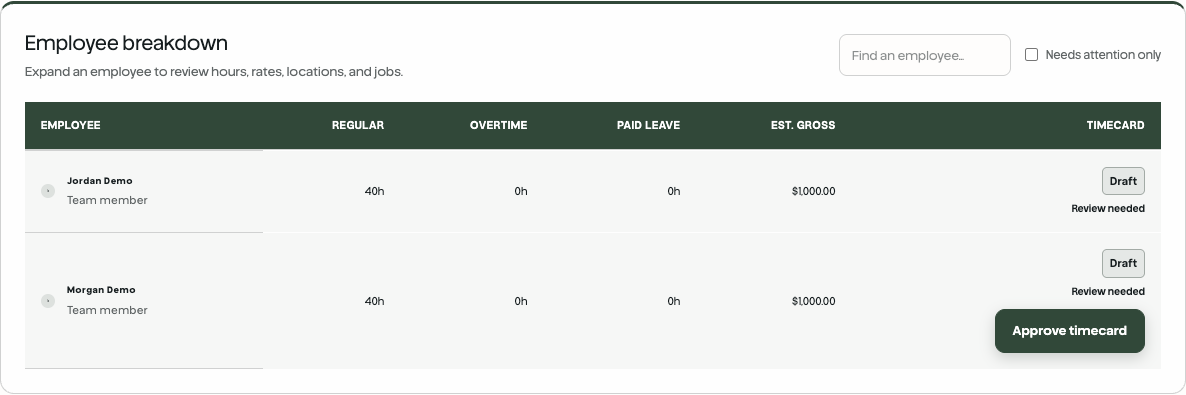 Employee breakdown
Expand an employee to review hours, rates, locations, and jobs.
Find an employee...
Needs attention only
EMPLOYEE REGULAR OVERTIME PAID LEAVE EST. GROSS TIMECARD
Jordan Demo
Team member
40h 0h 0h $1,000.00
Draft
Review needed
Morgan Demo
Team member
40h 0h 0h $1,000.00
Draft
Review needed
Approve timecard